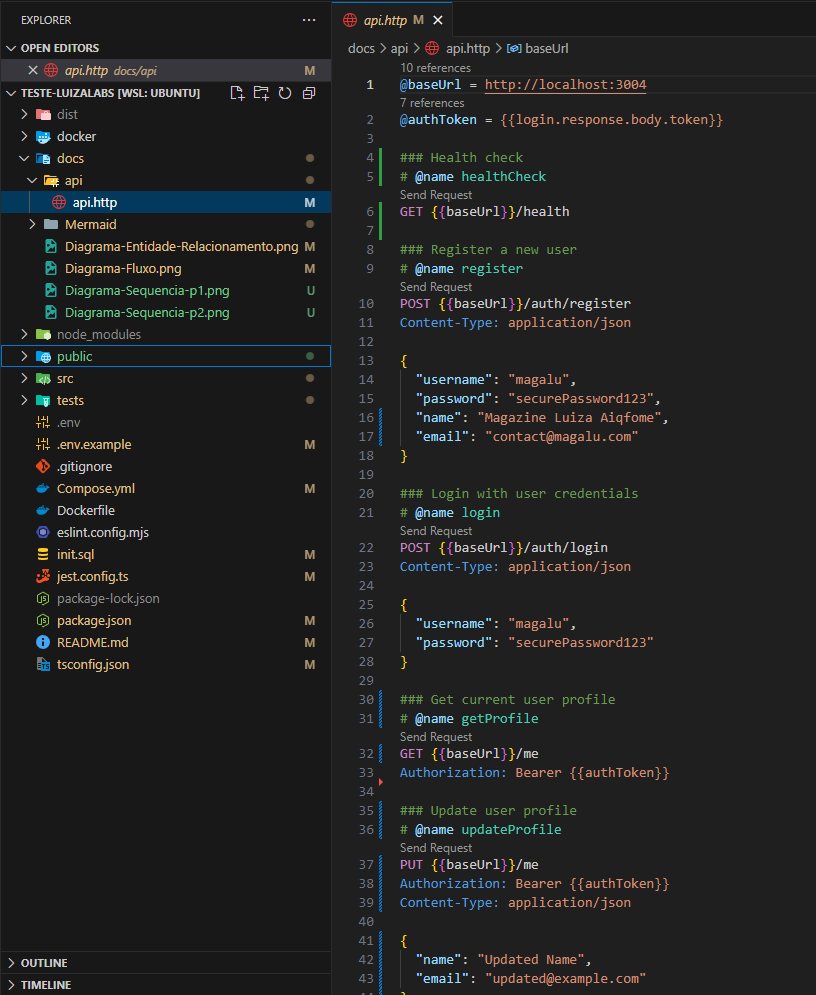 EXPLORER
OPEN EDITORS
api.http docs/api M
TESTE-LUIZALABS [WSL: UBUNTU]
dist
docker
docs
api
api.http M
Mermaid
Diagrama-Entidade-Relacionamento.png M
Diagrama-Fluxo.png M
Diagrama-Sequencia-p1.png U
Diagrama-Sequencia-p2.png U
node_modules
public
src
tests
.env
.env.example M
.gitignore
Compose.yml M
Dockerfile
eslint.config.mjs
init.sql M
jest.config.ts M
package-lock.json
package.json M
README.md M
tsconfig.json M
OUTLINE
TIMELINE
api.http M
docs > api > api.http > baseUrl
10 references
1 @baseUrl = http://localhost:3004
7 references
2 @authToken = {{login.response.body.token}}
3
4 ### Health check
5 # @name healthCheck
Send Request
6 GET {{baseUrl}}/health
7
8 ### Register a new user
9 # @name register
Send Request
10 POST {{baseUrl}}/auth/register
11 Content-Type: application/json
12
13 {
14 "username": "magalu",
15 "password": "securePassword123",
16 "name": "Magazine Luiza Aiqfome",
17 "email": "contact@magalu.com"
18 }
19
20 ### Login with user credentials
21 # @name login
Send Request
22 POST {{baseUrl}}/auth/login
23 Content-Type: application/json
24
25 {
26 "username": "magalu",
27 "password": "securePassword123"
28 }
29
30 ### Get current user profile
31 # @name getProfile
Send Request
32 GET {{baseUrl}}/me
33 Authorization: Bearer {{authToken}}
34
35 ### Update user profile
36 # @name updateProfile
Send Request
37 PUT {{baseUrl}}/me
38 Authorization: Bearer {{authToken}}
39 Content-Type: application/json
40
41 {
42 "name": "Updated Name",
43 "email": "updated@example.com"